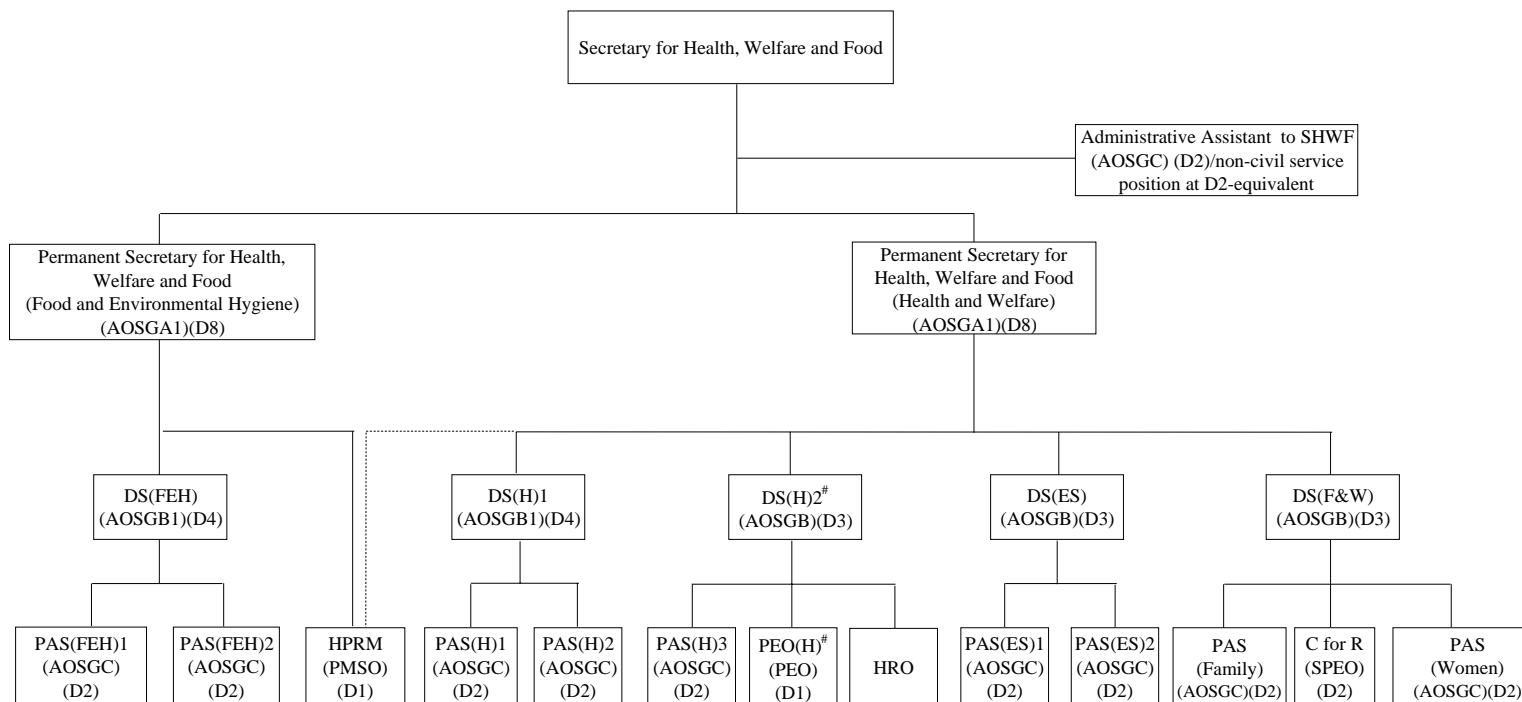 Secretary for Health, Welfare and Food
Administrative Assistant to SHWF
(AOSGC) (D2)/non-civil service
position at D2-equivalent
Permanent Secretary for Health,
Welfare and Food
(Food and Environmental Hygiene)
(AOSGA1)(D8)
Permanent Secretary for
Health, Welfare and Food
(Health and Welfare)
(AOSGA1)(D8)
DS(FEH)
(AOSGB1)(D4)
DS(H)1
(AOSGB1)(D4)
DS(H)2#
(AOSGB)(D3)
DS(ES)
(AOSGB)(D3)
DS(F&W)
(AOSGB)(D3)
PAS(FEH)1
(AOSGC)
(D2)
PAS(FEH)2
(AOSGC)
(D2)
HPRM
(PMSO)
(D1)
PAS(H)1
(AOSGC)
(D2)
PAS(H)2
(AOSGC)
(D2)
PAS(H)3
(AOSGC)
(D2)
PEO(H)#
(PEO)
(D1)
HRO
PAS(ES)1
(AOSGC)
(D2)
PAS(ES)2
(AOSGC)
(D2)
PAS
(Family)
(AOSGC)(D2)
C for R
(SPEO)
(D2)
PAS
(Women)
(AOSGC)(D2)